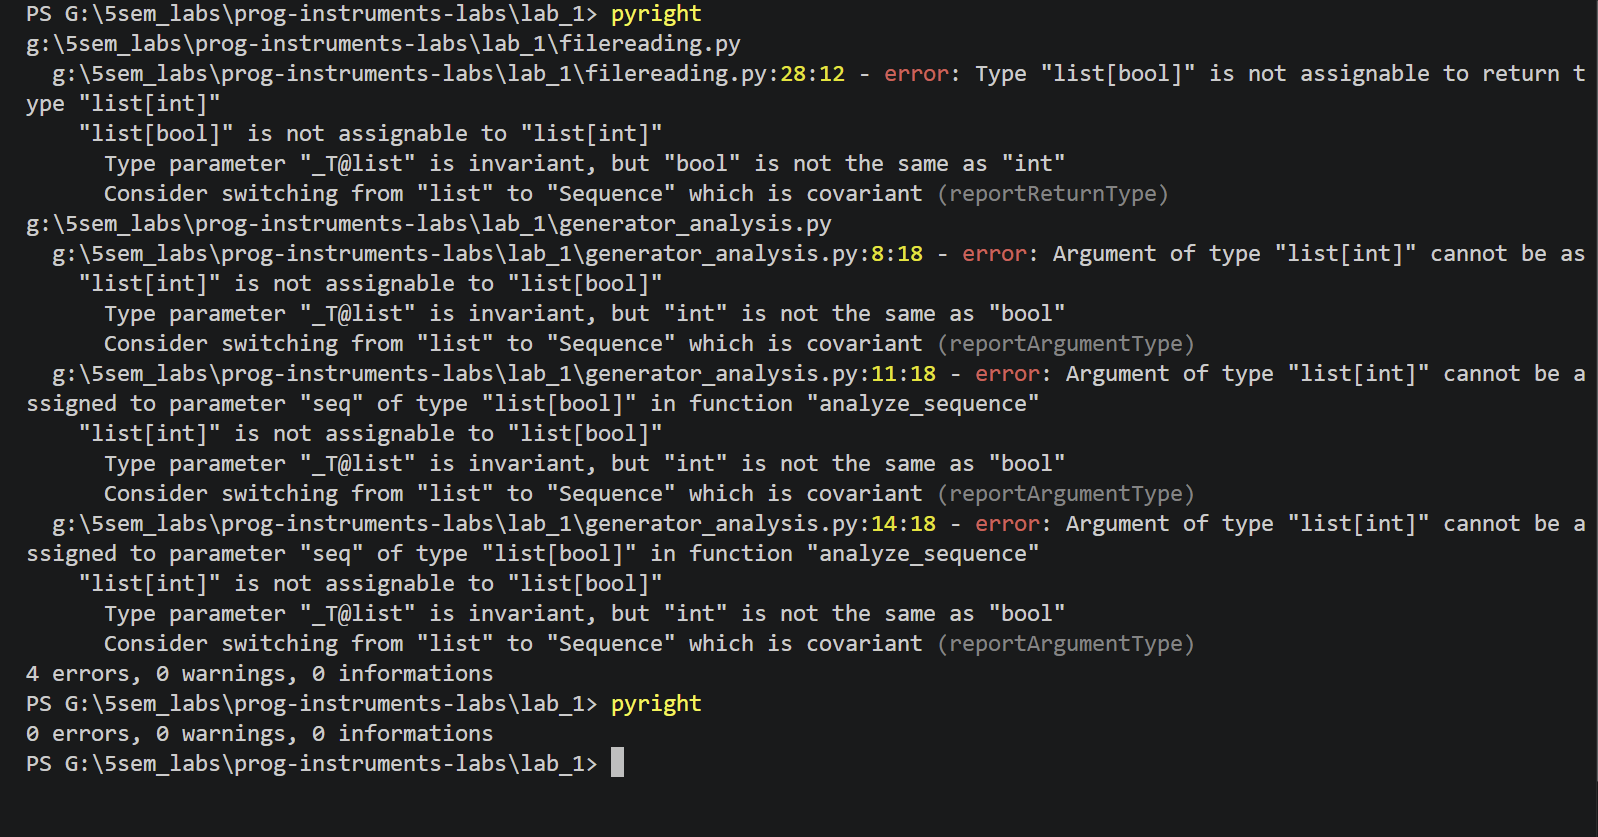 PS G:\5sem_labs\prog-instruments-labs\lab_1> pyright
g:\5sem_labs\prog-instruments-labs\lab_1\filereading.py
  g:\5sem_labs\prog-instruments-labs\lab_1\filereading.py:28:12 - error: Type "list[bool]" is not assignable to return t
ype "list[int]"
    "list[bool]" is not assignable to "list[int]"
      Type parameter "_T@list" is invariant, but "bool" is not the same as "int"
      Consider switching from "list" to "Sequence" which is covariant (reportReturnType)
g:\5sem_labs\prog-instruments-labs\lab_1\generator_analysis.py
  g:\5sem_labs\prog-instruments-labs\lab_1\generator_analysis.py:8:18 - error: Argument of type "list[int]" cannot be as
    "list[int]" is not assignable to "list[bool]"
      Type parameter "_T@list" is invariant, but "int" is not the same as "bool"
      Consider switching from "list" to "Sequence" which is covariant (reportArgumentType)
  g:\5sem_labs\prog-instruments-labs\lab_1\generator_analysis.py:11:18 - error: Argument of type "list[int]" cannot be a
ssigned to parameter "seq" of type "list[bool]" in function "analyze_sequence"
    "list[int]" is not assignable to "list[bool]"
      Type parameter "_T@list" is invariant, but "int" is not the same as "bool"
      Consider switching from "list" to "Sequence" which is covariant (reportArgumentType)
  g:\5sem_labs\prog-instruments-labs\lab_1\generator_analysis.py:14:18 - error: Argument of type "list[int]" cannot be a
ssigned to parameter "seq" of type "list[bool]" in function "analyze_sequence"
    "list[int]" is not assignable to "list[bool]"
      Type parameter "_T@list" is invariant, but "int" is not the same as "bool"
      Consider switching from "list" to "Sequence" which is covariant (reportArgumentType)
4 errors, 0 warnings, 0 informations
PS G:\5sem_labs\prog-instruments-labs\lab_1> pyright
0 errors, 0 warnings, 0 informations
PS G:\5sem_labs\prog-instruments-labs\lab_1>